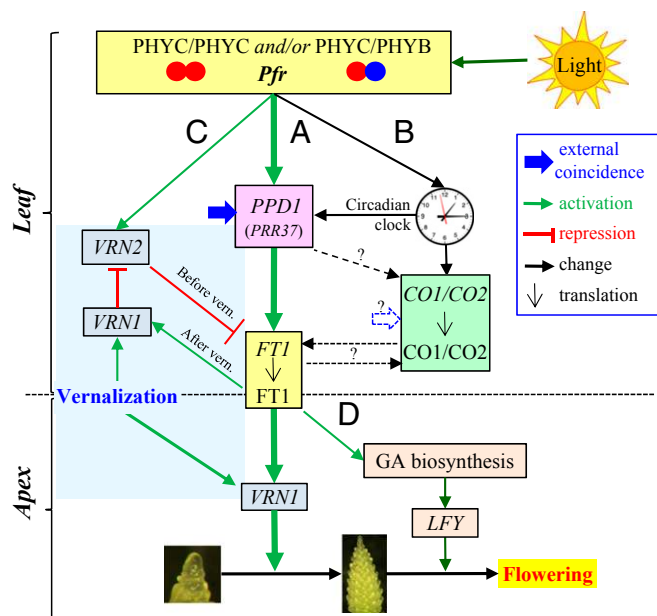 PHYC/PHYC and/or PHYC/PHYB
Pfr
Light
C
A
B
external
coincidence
activation
repression
change
translation
Leaf
PPD1
(PRR37)
Circadian
clock
VRN2
Before vern.
?
CO1/CO2
CO1/CO2
?
VRN1
After vern.
FT1
FT1
?
?
Vernalization
D
GA biosynthesis
Apex
VRN1
LFY
Flowering